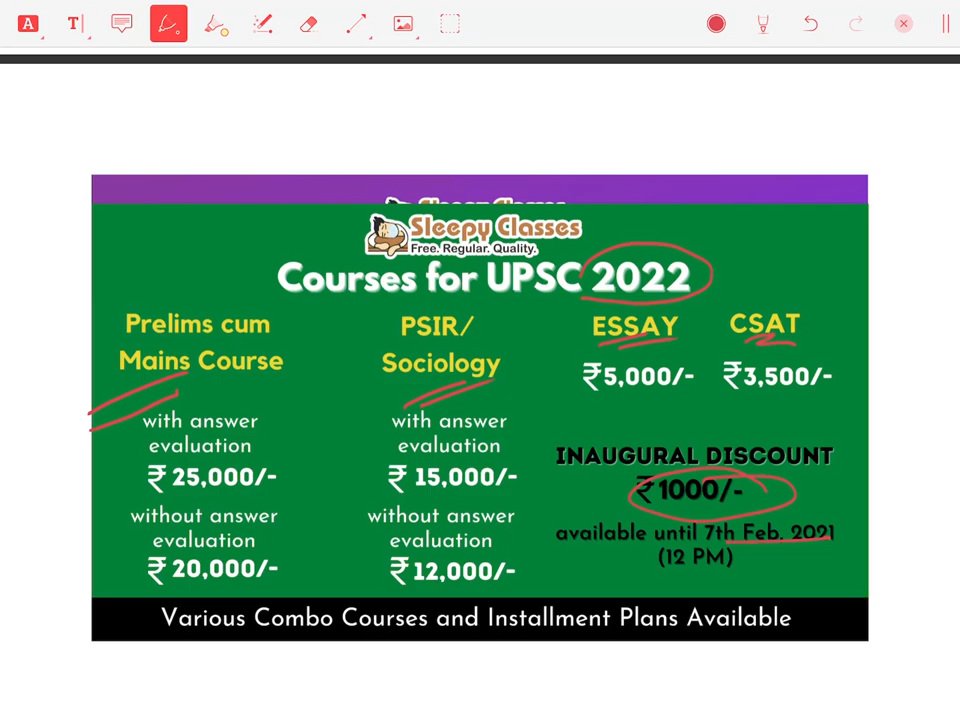 A
T
Sleepy Classes
Free. Regular. Quality.
Courses for UPSC 2022
Prelims cum
Mains Course
with answer
evaluation
₹ 25,000/-
without answer
evaluation
₹ 20,000/-
PSIR/
Sociology
with answer
evaluation
₹ 15,000/-
without answer
evaluation
₹ 12,000/-
ESSAY
₹5,000/-
CSAT
₹3,500/-
INAUGURAL DISCOUNT
₹ 1000/-
available until 7th Feb. 2021
(12 PM)
Various Combo Courses and Installment Plans Available